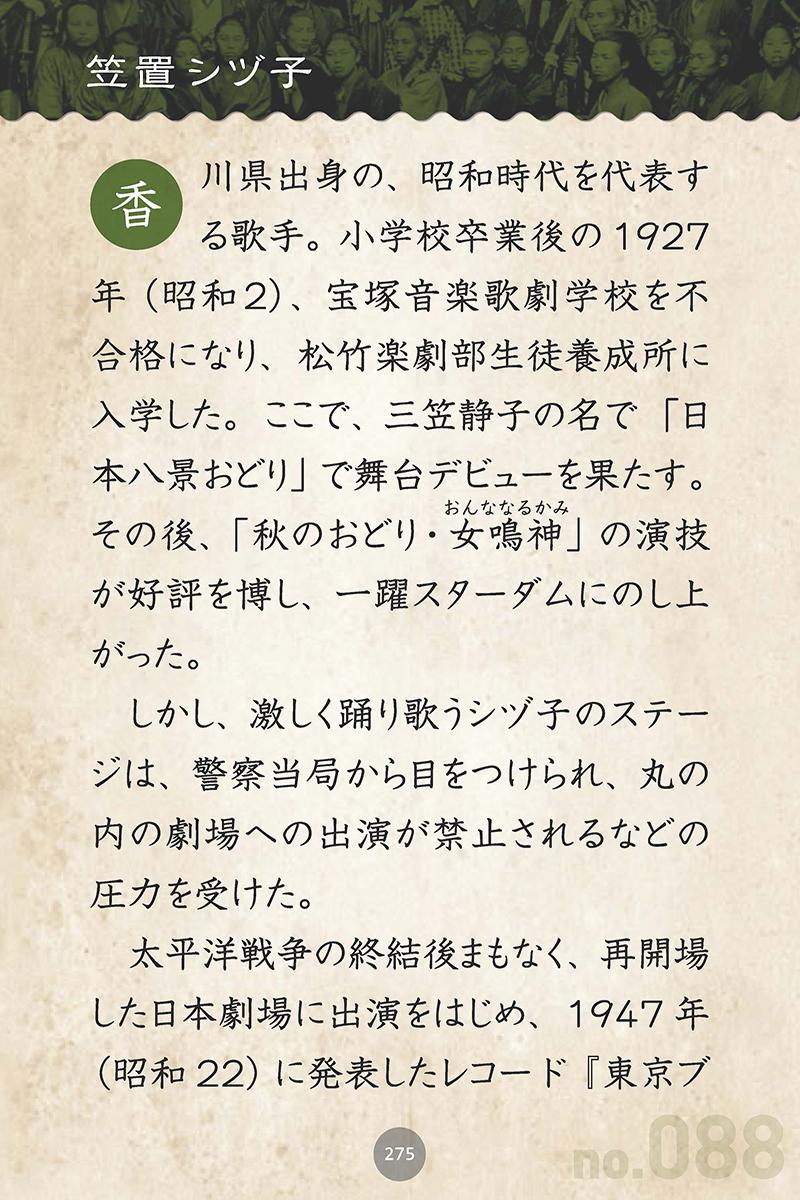 笠置シヅ子
香川県出身の、昭和時代を代表す
る歌手。小学校卒業後の1927
年（昭和2）、宝塚音楽歌劇学校を不
合格になり、松竹楽劇部生徒養成所に
入学した。ここで、三笠静子の名で「日
本八景おどり」で舞台デビューを果たす。
おんななるかみ
その後、「秋のおどり・女鳴神」の演技
が好評を博し、一躍スターダムにのし上
がった。
しかし、激しく踊り歌うシヅ子のステー
ジは、警察当局から目をつけられ、丸の
内の劇場への出演が禁止されるなどの
圧力を受けた。
太平洋戦争の終結後まもなく、再開場
した日本劇場に出演をはじめ、1947年
（昭和22）に発表したレコード『東京ブ
275
no.088